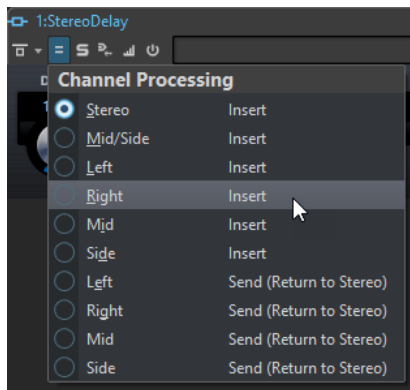 1:StereoDelay
= S
Channel Processing
Stereo Insert
Mid/Side Insert
Left Insert
Right Insert
Mid Insert
Side Insert
Left Send (Return to Stereo)
Right Send (Return to Stereo)
Mid Send (Return to Stereo)
Side Send (Return to Stereo)